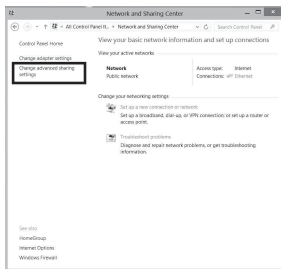 Network and Sharing Center
All Control Panel It... Network and Sharing Center
Search Control Panel
Control Panel Home
Change adapter settings
Change advanced sharing
settings
View your basic network information and set up connections
View your active networks
Network
Public network
Access type: Internet
Connections: Ethernet
Change your networking settings
Set up a new connection or network
Set up a broadband, dial-up, or VPN connection; or set up a router or
access point.
Troubleshoot problems
Diagnose and repair network problems, or get troubleshooting
information.
See also
HomeGroup
Internet Options
Windows Firewall